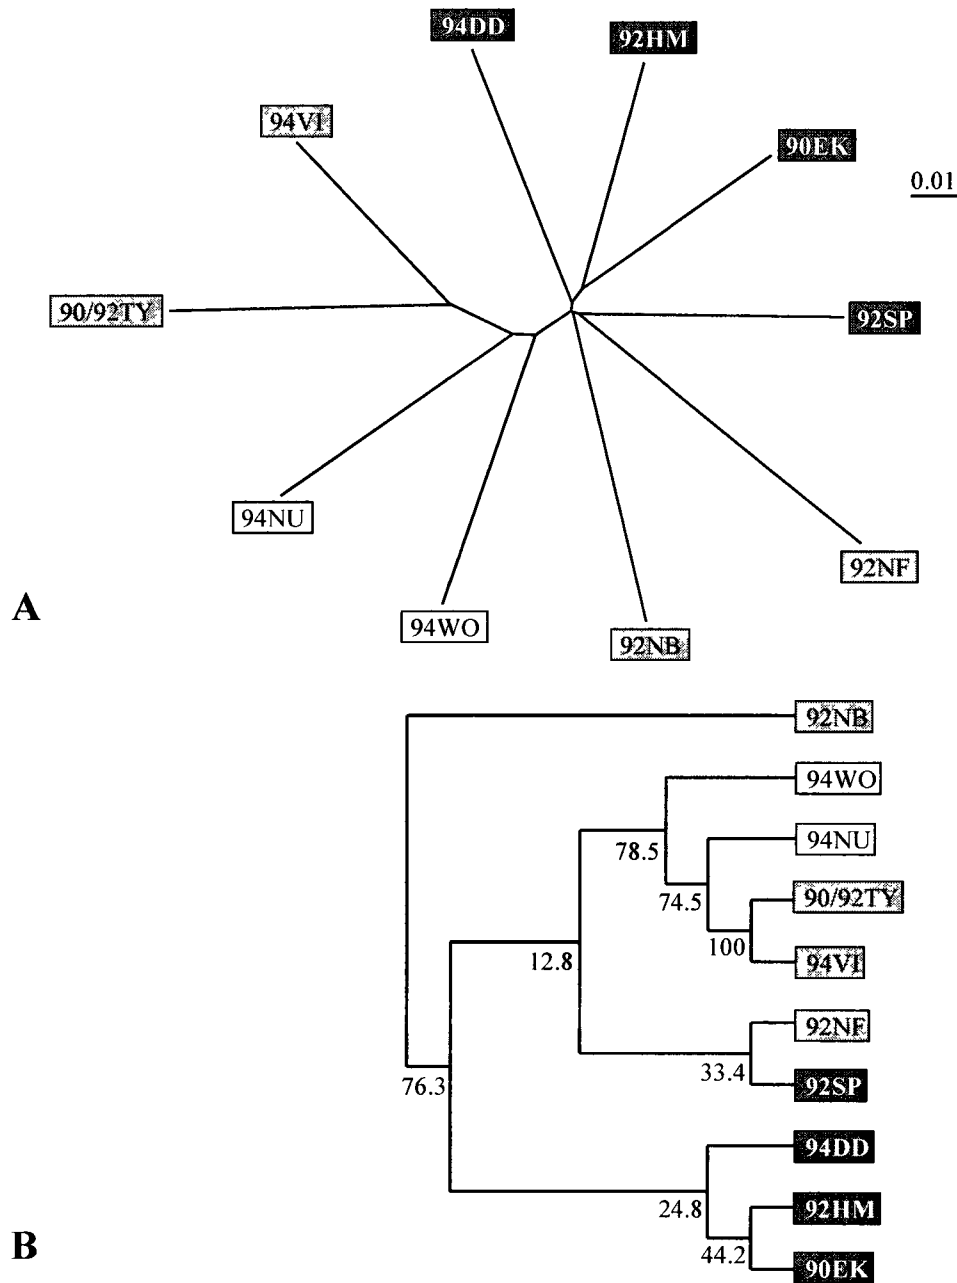 94DD
92HM
94VI
90EK
0.01
90/92TY
92SP
94NU
92NF
A
94WO
92NB
92NB
94WO
78.5
94NU
74.5
90/92TY
100
94VI
12.8
92NF
33.4
92SP
76.3
94DD
24.8
92HM
44.2
90EK
B